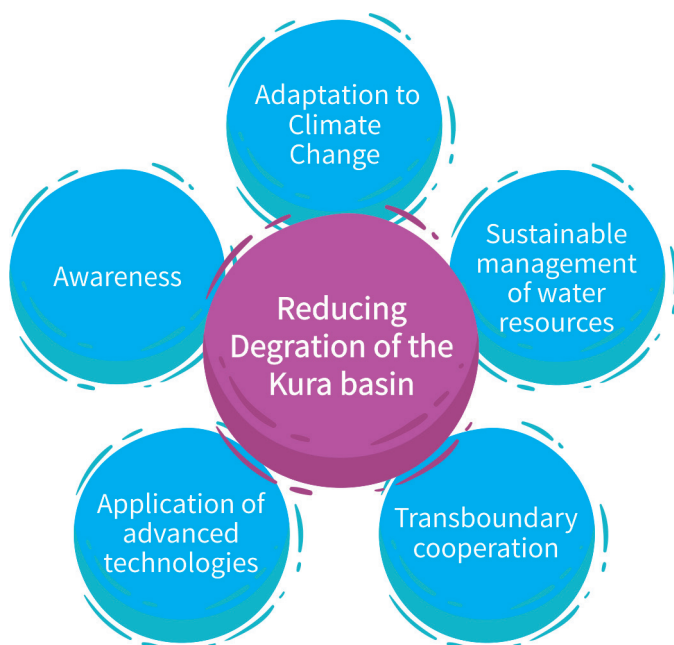 Adaptation to
Climate
Change
Awareness
Sustainable
management
of water
resources
Reducing
Degration of the
Kura basin
Application of
advanced
technologies
Transboundary
cooperation